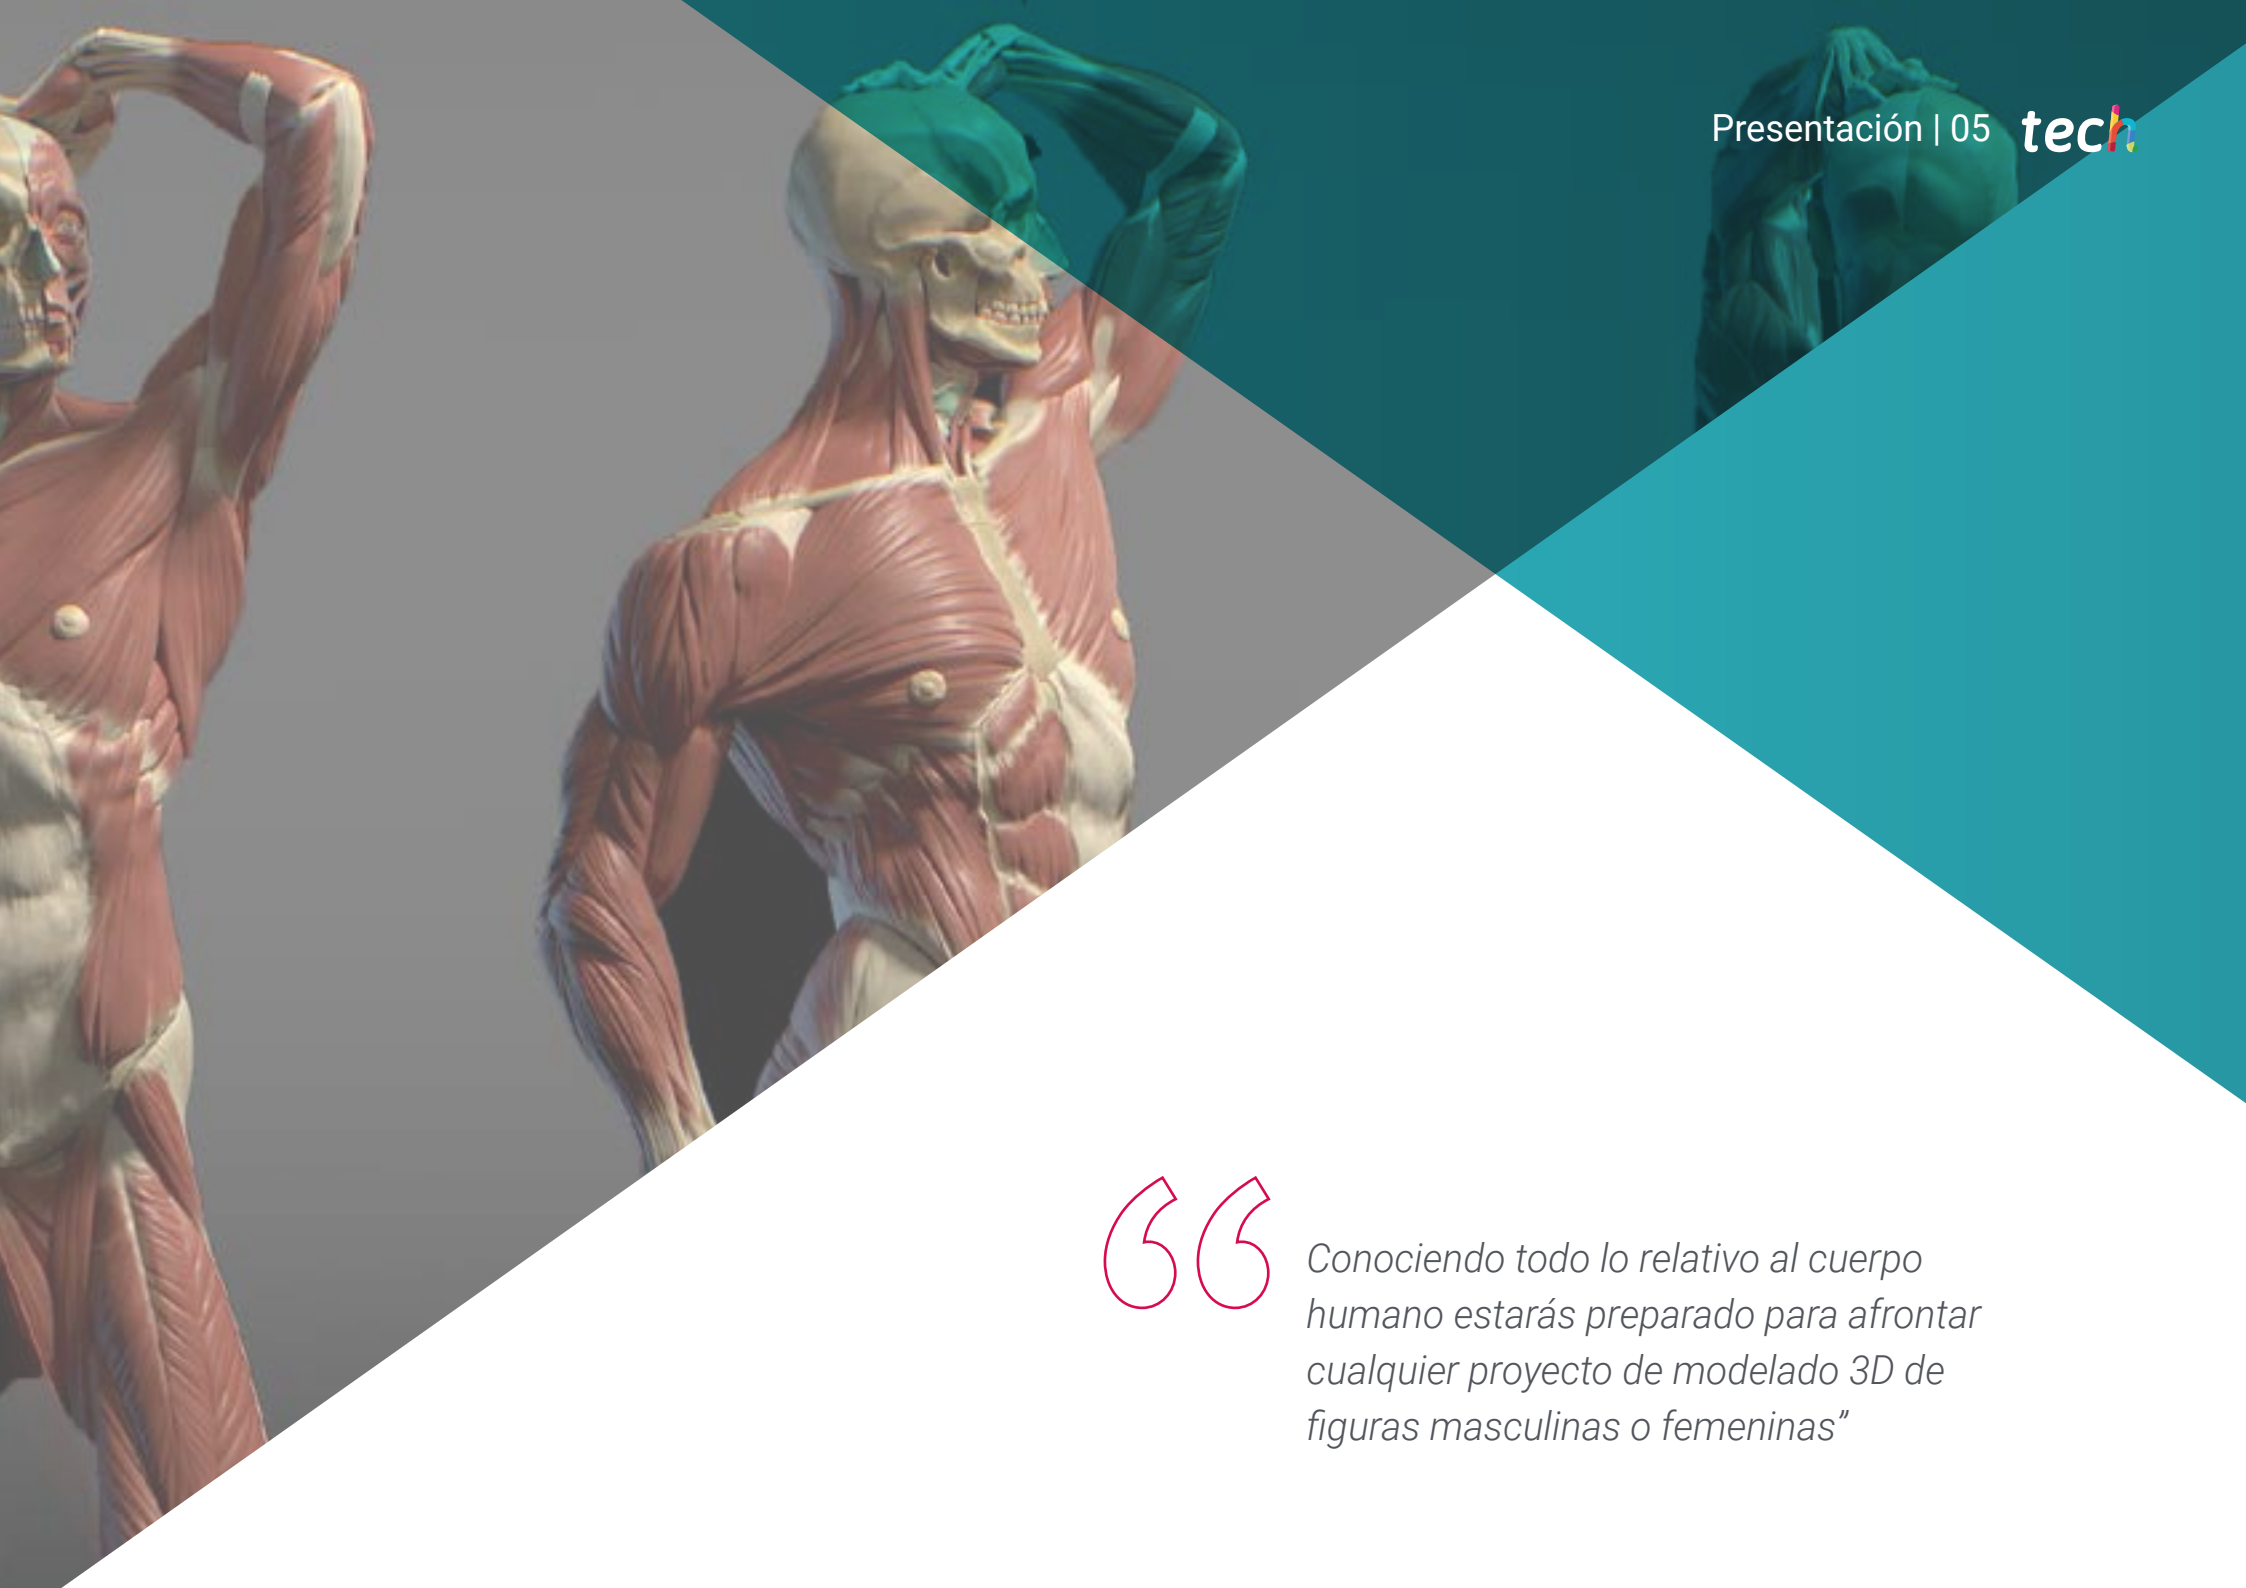 Presentación | 05 tech
“Conociendo todo lo relativo al cuerpo
humano estarás preparado para afrontar
cualquier proyecto de modelado 3D de
figuras masculinas o femeninas”